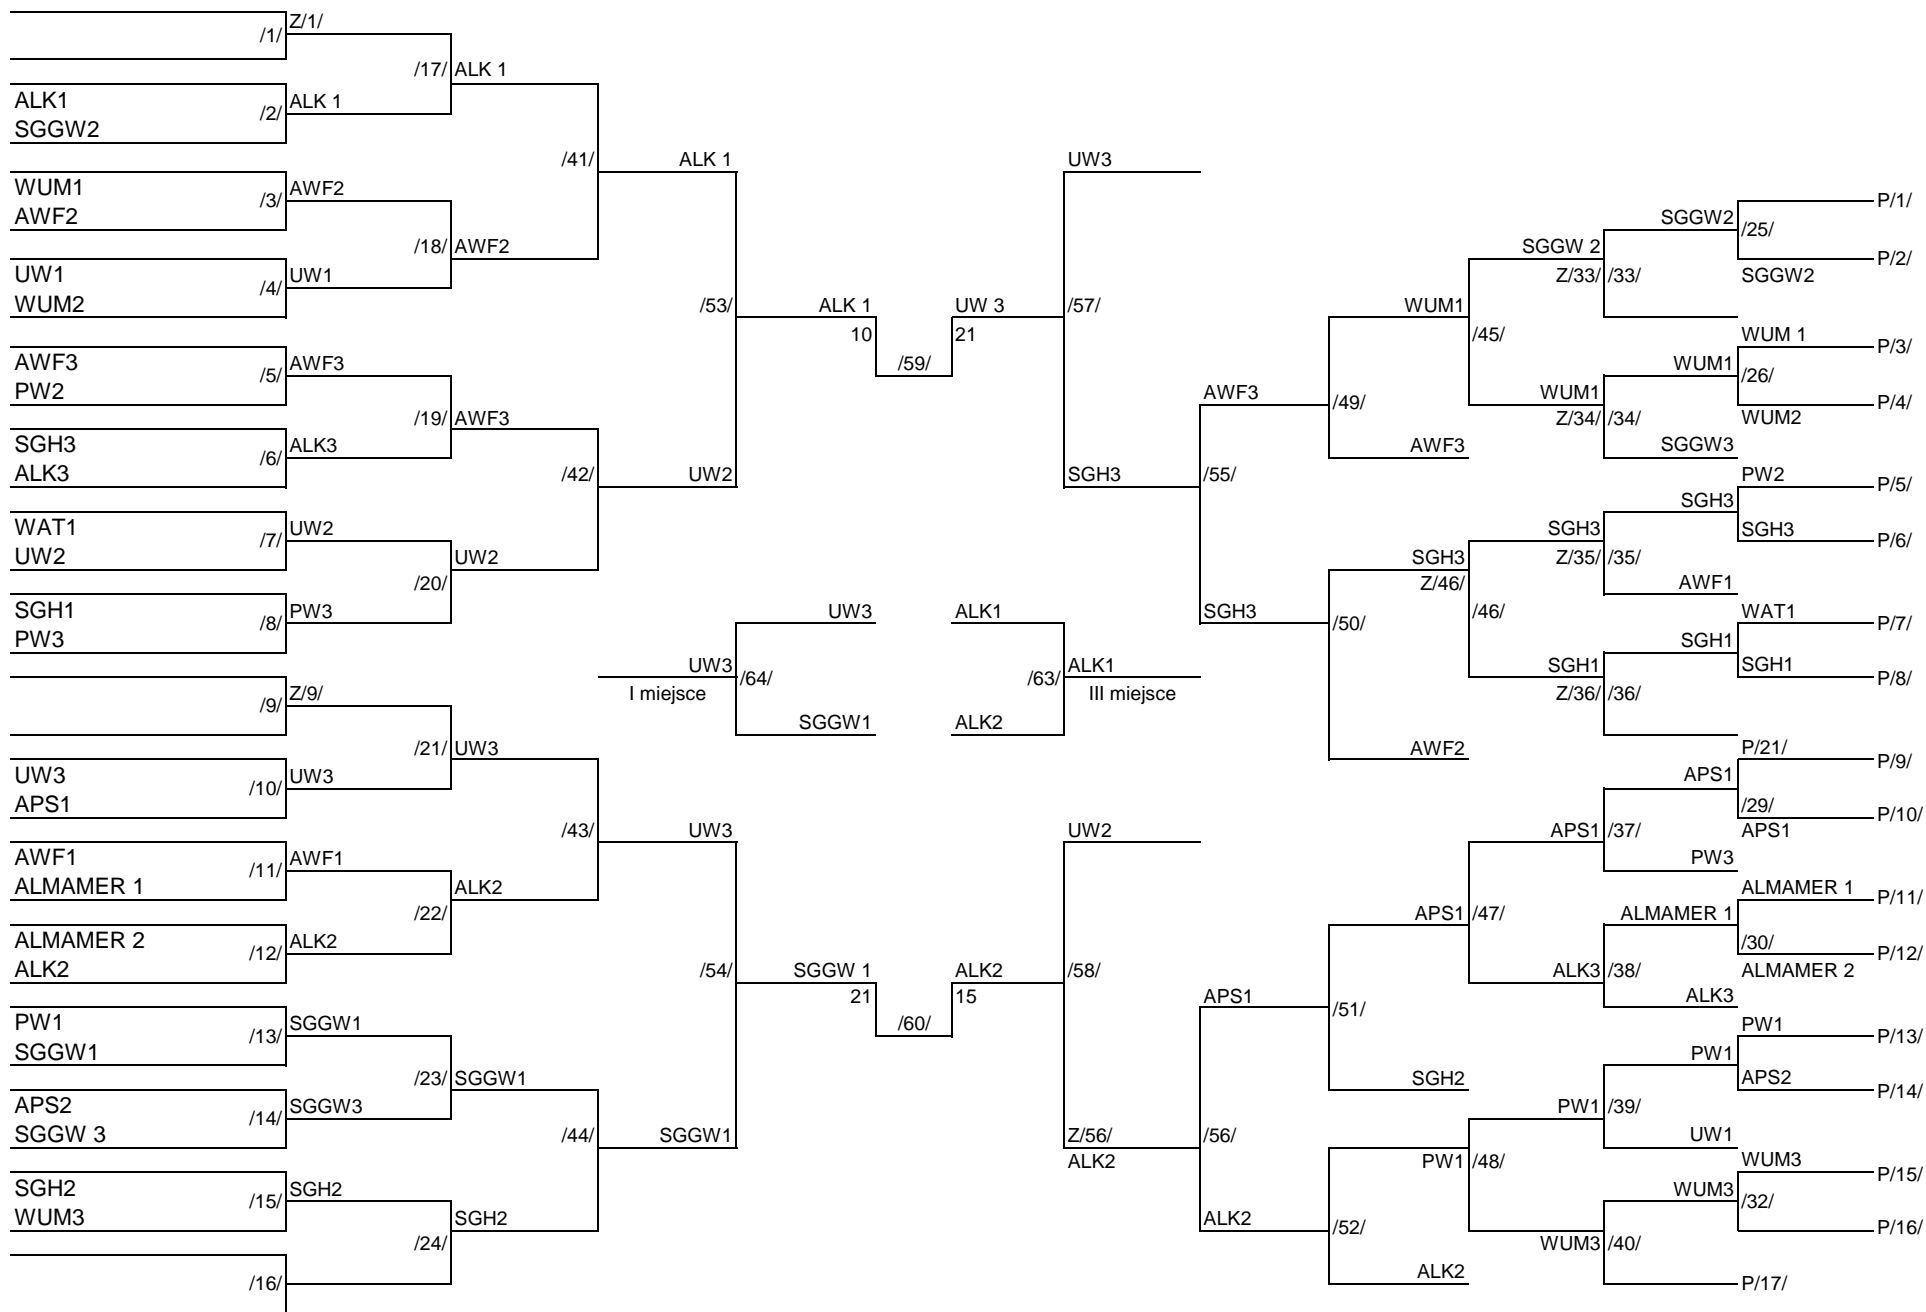 Z/1/
/1/
/17/ ALK 1
ALK1
SGGW2
/2/
ALK 1
/41/
ALK 1
WUM1
AWF2
/3/
AWF2
/18/ AWF2
UW1
WUM2
/4/
UW1
/53/
ALK 1
10
AWF3
PW2
/5/
AWF3
/19/ AWF3
SGH3
ALK3
/6/
ALK3
/42/
UW2
WAT1
UW2
/7/
UW2
/20/
UW2
SGH1
PW3
/8/
PW3
/9/
Z/9/
/21/ UW3
UW3
APS1
/10/
UW3
/43/
UW3
AWF1
ALMAMER 1
/11/
AWF1
/22/
ALK2
ALMAMER 2
ALK2
/12/
ALK2
/54/
SGGW 1
21
PW1
SGGW1
/13/
SGGW1
/23/ SGGW1
APS2
SGGW 3
/14/
SGGW3
/44/
SGGW1
SGH2
WUM3
/15/
SGH2
/24/
SGH2
/16/
/59/
UW 3
21
/60/
ALK2
15
UW3
UW3
I miejsce
/64/
SGGW1
ALK1
/63/
ALK1
III miejsce
ALK2
UW3
/57/
SGH3
AWF3
/55/
SGH3
WUM1
/49/
AWF3
SGH3
Z/46/
/50/
AWF2
SGGW 2
Z/33/ /33/
/45/
WUM1
Z/34/ /34/
SGGW3
SGH3
Z/35/ /35/
AWF1
/46/
SGH1
Z/36/ /36/
SGGW2
/25/
SGGW2
P/1/
P/2/
WUM 1
WUM1
/26/
WUM2
P/3/
P/4/
PW2
SGH3
SGH3
P/5/
P/6/
WAT1
SGH1
SGH1
P/7/
P/8/
UW2
/58/
Z/56/
ALK2
APS1
/56/
ALK2
APS1
/51/
SGH2
PW1
/52/
ALK2
APS1
/37/
PW3
/47/
ALK3
/38/
ALK3
PW1
/39/
UW1
/48/
WUM3
/40/
P/17/
P/21/
APS1
/29/
APS1
P/9/
P/10/
ALMAMER 1
ALMAMER 1
/30/
ALMAMER 2
P/11/
P/12/
PW1
PW1
APS2
P/13/
P/14/
WUM3
WUM3
/32/
P/15/
P/16/